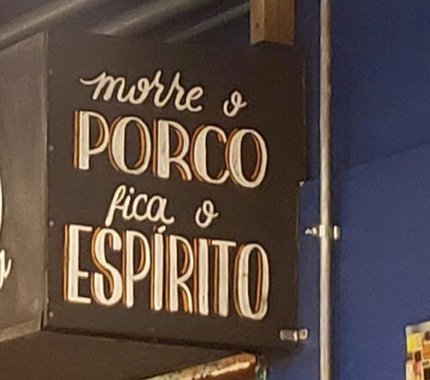 morre o
PORCO
fica o
ESPÍRITO